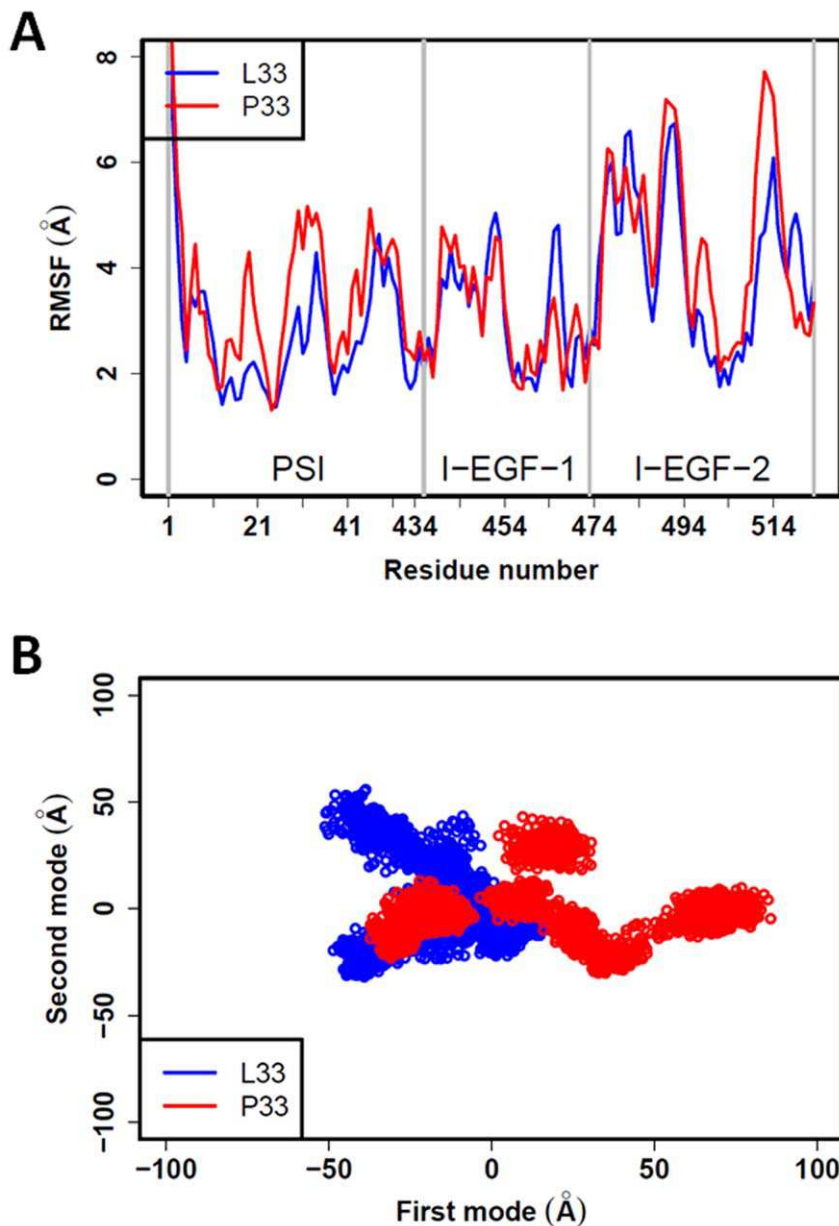 A
L33
P33
RMSF (Å)
8
6
4
2
0
PSI
I-EGF-1
I-EGF-2
1 21 41 434 454 474 494 514
Residue number
B
Second mode (Å)
100
50
0
-50
-100
L33
P33
-100 -50 0 50 100
First mode (Å)